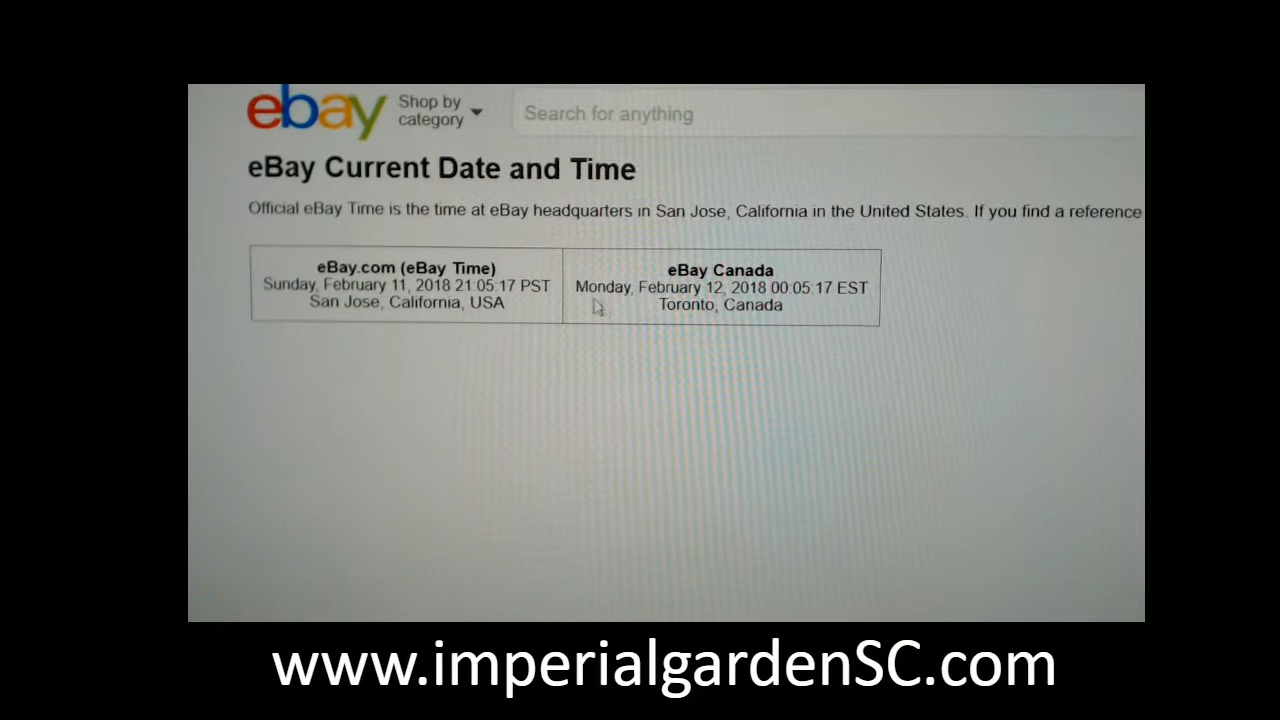 ebay
Shop by
category
Search for anything
eBay Current Date and Time
Official eBay Time is the time at eBay headquarters in San Jose, California in the United States. If you find a reference
eBay.com (eBay Time)
Sunday, February 11, 2018 21:05:17 PST
San Jose, California, USA
eBay Canada
Monday, February 12, 2018 00:05:17 EST
Toronto, Canada
www.imperialgardenSC.com